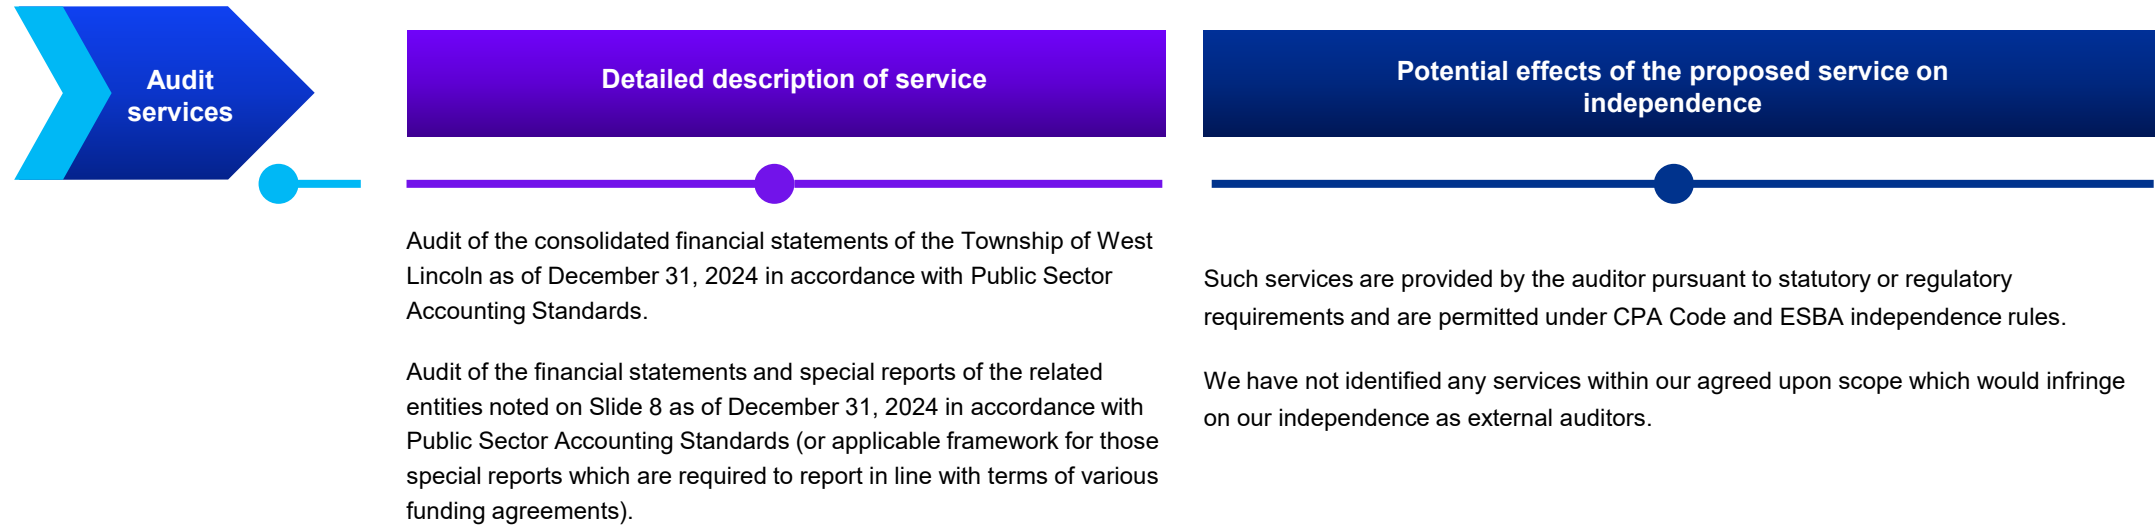 Audit
services
Detailed description of service
Potential effects of the proposed service on
independence
Audit of the consolidated financial statements of the Township of West
Lincoln as of December 31, 2024 in accordance with Public Sector
Accounting Standards.
Audit of the financial statements and special reports of the related
entities noted on Slide 8 as of December 31, 2024 in accordance with
Public Sector Accounting Standards (or applicable framework for those
special reports which are required to report in line with terms of various
funding agreements).
Such services are provided by the auditor pursuant to statutory or regulatory
requirements and are permitted under CPA Code and ESBA independence rules.
We have not identified any services within our agreed upon scope which would infringe
on our independence as external auditors.